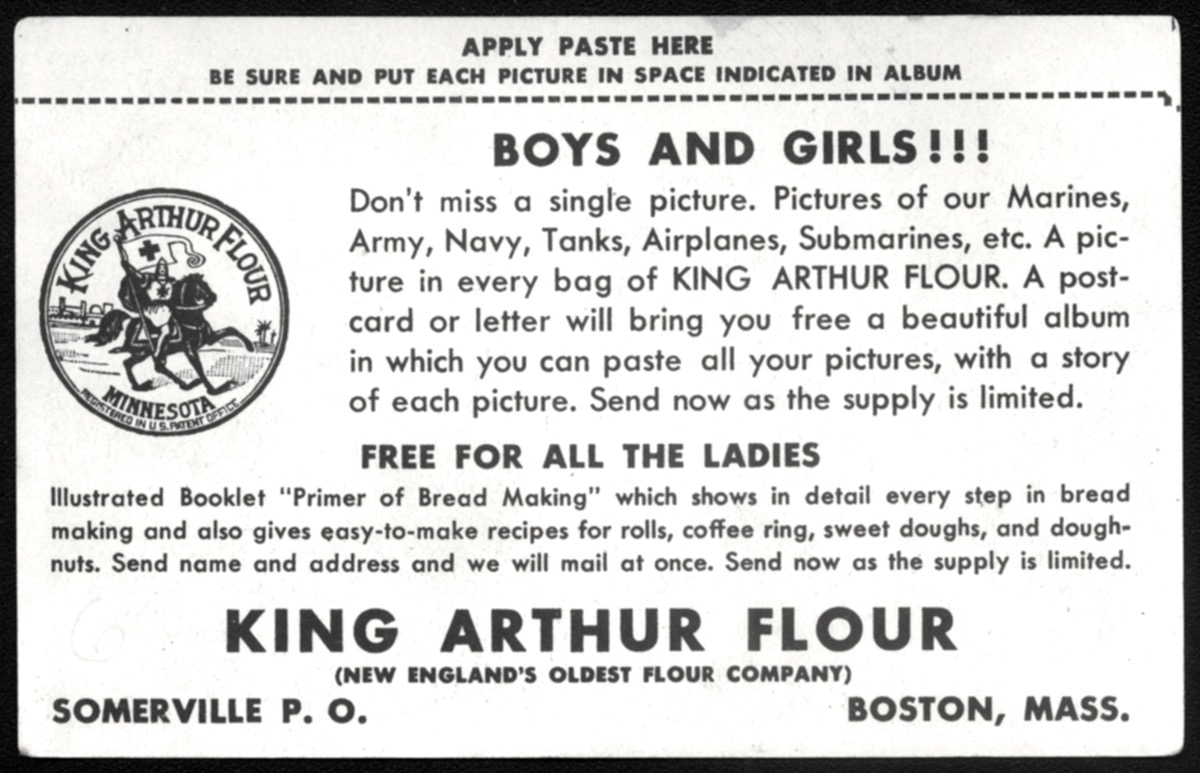 APPLY PASTE HERE
BE SURE AND PUT EACH PICTURE IN SPACE INDICATED IN ALBUM
BOYS AND GIRLS!!!
Don't miss a single picture. Pictures of our Marines,
Army, Navy, Tanks, Airplanes, Submarines, etc. A pic-
ture in every bag of KING ARTHUR FLOUR. A post-
card or letter will bring you free a beautiful album
in which you can paste all your pictures, with a story
of each picture. Send now as the supply is limited.
KING ARTHUR FLOUR
MINNESOTA
REGISTERED IN U.S. PATENT OFFICE
FREE FOR ALL THE LADIES
Illustrated Booklet "Primer of Bread Making" which shows in detail every step in bread
making and also gives easy-to-make recipes for rolls, coffee ring, sweet doughs, and dough-
nuts. Send name and address and we will mail at once. Send now as the supply is limited.
KING ARTHUR FLOUR
(NEW ENGLAND'S OLDEST FLOUR COMPANY)
SOMERVILLE P. O. BOSTON, MASS.